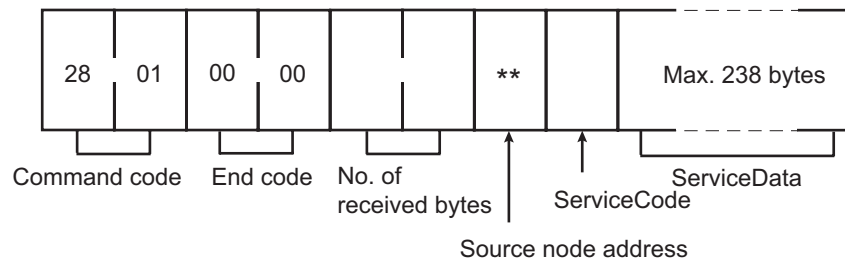 28 01 00 00 ** Max. 238 bytes
Command code End code No. of received bytes ServiceCode ServiceData
Source node address